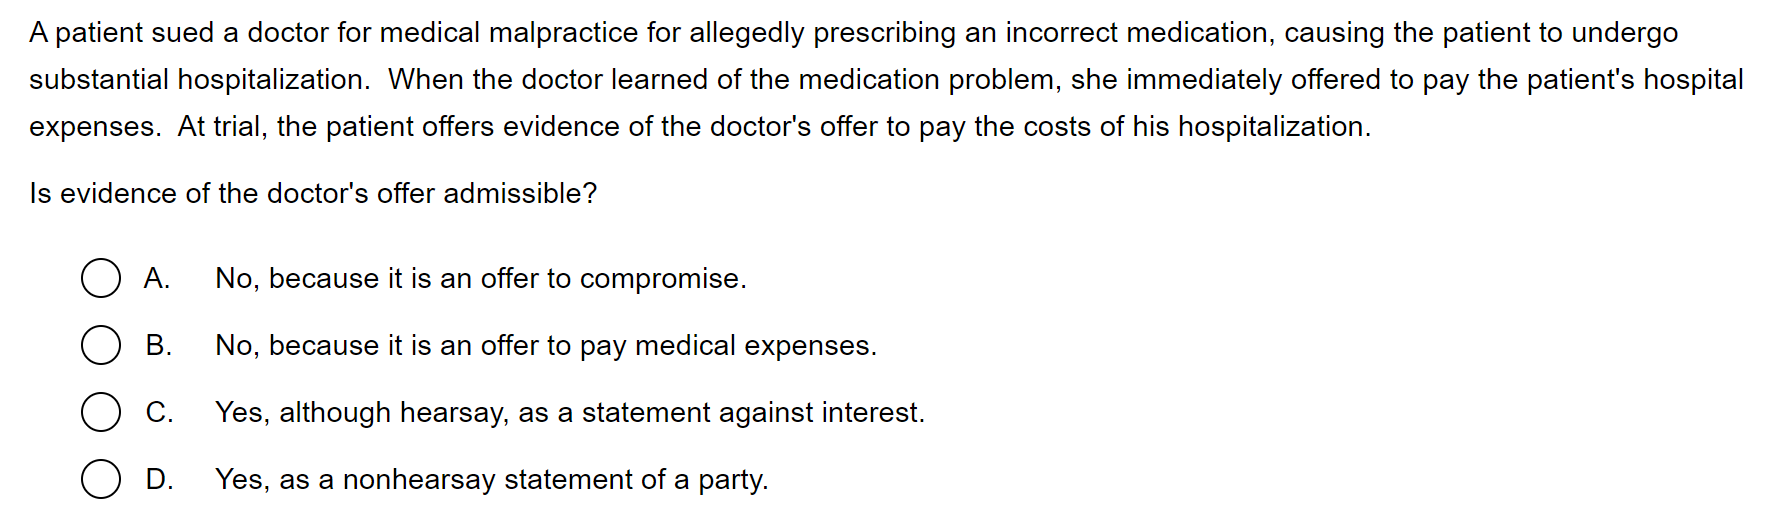 A patient sued a doctor for medical malpractice for allegedly prescribing an incorrect medication, causing the patient to undergo
substantial hospitalization.  When the doctor learned of the medication problem, she immediately offered to pay the patient's hospital
expenses.  At trial, the patient offers evidence of the doctor's offer to pay the costs of his hospitalization.
Is evidence of the doctor's offer admissible?
A. No, because it is an offer to compromise.
B. No, because it is an offer to pay medical expenses.
C. Yes, although hearsay, as a statement against interest.
D. Yes, as a nonhearsay statement of a party.